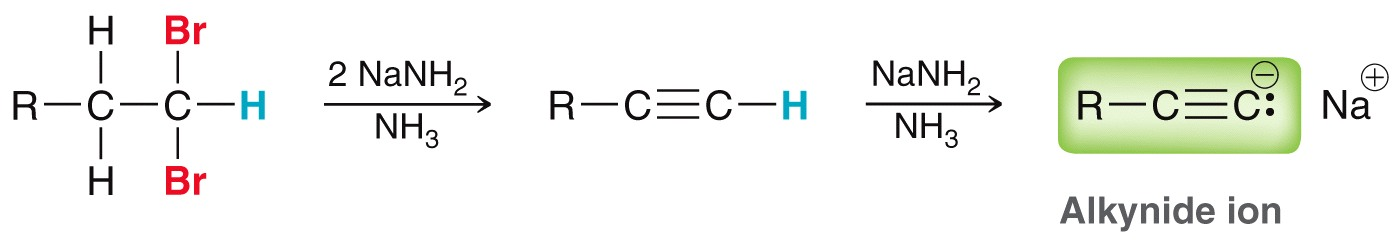 H Br
R—C—C—H
H Br
2 NaNH₂
NH₃
R—C≡C—H
NaNH₂
NH₃
R—C≡C:⊖ Na⊕
Alkynide ion